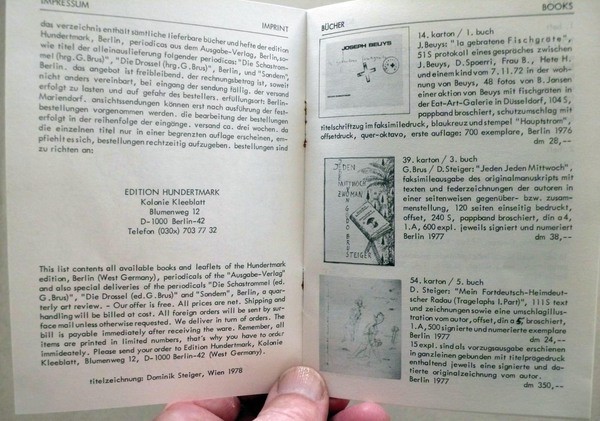 IMPRESSUM
IMPRINT
das verzeichnis enthält sämtliche lieferbare bücher und hefte der edition
Hundertmark, Berlin, periodicas aus dem Ausgabe-Verlag, Berlin, so-
wie titel der alleinauslieferung folgender periodicas: "Die Schastrom-
mel (hrg. G. Brus)", "Die Drossel (hrg. G. Brus)", Berlin, und "Sondern",
Berlin. das angebot ist freibleibend. der rechnungsbetrag ist, soweit
nicht anders vereinbart, bei eingang der sendung fällig. der versand
erfolgt zu lasten und auf gefahr des bestellers. erfüllungsort: Berlin-
Mariendorf. ansichtsendungen können erst nach ausführung der fest-
bestellungen vorgenommen werden. die bearbeitung der bestellungen
erfolgt in der reihenfolge der eingänge. versand ca. drei wochen. da
die einzelnen titel nur in einer begrenzten auflage erscheinen, em-
pfiehlt es sich, bestellungen rechtzeitig aufzugeben. bestellungen sind
zu richten an:
EDITION HUNDERTMARK
Kolonie Kleeblatt
Blumenweg 12
D-1000 Berlin-42
Telefon (030x) 703 77 32
This list contents all available books and leaflets of the Hundertmark
edition, Berlin (West Germany), periodicals of the "Ausgabe-Verlag"
and also special deliveries of the periodicals "Die Schastrommel (ed.
G. Brus)", "Die Drossel (ed. G. Brus)" and "Sondern", Berlin, a quar-
terly art review. - Our offer is free. All prices are net. Shipping and
handling will be billed at cost. All foreign orders will be sent by sur-
face mail unless otherwise requested. We deliver in turn of orders. The
bill is payable immediately after receiving the ware. Remember, all
items are printed in limited numbers, that's why you have to order
immideately. Please send your order to Edition Hundertmark, Kolonie
Kleeblatt, Blumenweg 12, D-1000 Berlin-42 (West Germany).
titelzeichnung: Dominik Steiger, Wien 1978
BÜCHER
BOOKS
JOSEPH BEUYS
14. karton / 1. buch
J. Beuys: "1a gebratene Fischgräte",
51 S protokoll eines gespräches zwischen
J. Beuys, D. Spoerri, Frau B., Hete H.
und einem kind vom 7.11.72 in der woh-
nung von Beuys, 48 fotos von B. Jansen
einer aktion von Beuys mit fischgräten in
der Eat-Art-Galerie in Düsseldorf, 104 S,
pappband broschiert, schutzumschlag mit
titelschriftzug im faksimiledruck, blaukreuz und stempel "Hauptstrom",
offsetdruck, quer-oktavo, erste auflage: 700 exemplare, Berlin 1976
dm 28,--
JEDEN
MITTWOCH
BRUS
STEIGER
39. karton / 3. buch
G. Brus / D. Steiger: "Jeden Jeden Mittwoch",
faksimileausgabe des originalmanuskripts mit
texten und federzeichnungen der autoren in
einer seitenweisen gegenüber- bzw. zusam-
menstellung, 120 seiten einseitig bedruckt,
offset, 240 S, pappband broschiert, din a 4,
1. A, 600 expl. jeweils signiert und numeriert
Berlin 1977
dm 38,--
54. karton / 5. buch
D. Steiger: "Mein Fortdeutsch-Heimdeut-
scher Radau (Tragelaphs I. Part)", 111 S text
und zeichnungen sowie eine umschlagillu-
stration vom autor, offset, din a 5, broschiert,
1. A, 500 signierte und numerierte exemplare
Berlin 1977
dm 24,--
15 expl. sind als vorzugsausgabe erschienen
in ganzleinen gebunden mit titelprägedruck
enthaltend jeweils eine signierte und da-
tierte originalzeichnung vom autor.
Berlin 1977
dm 350,--